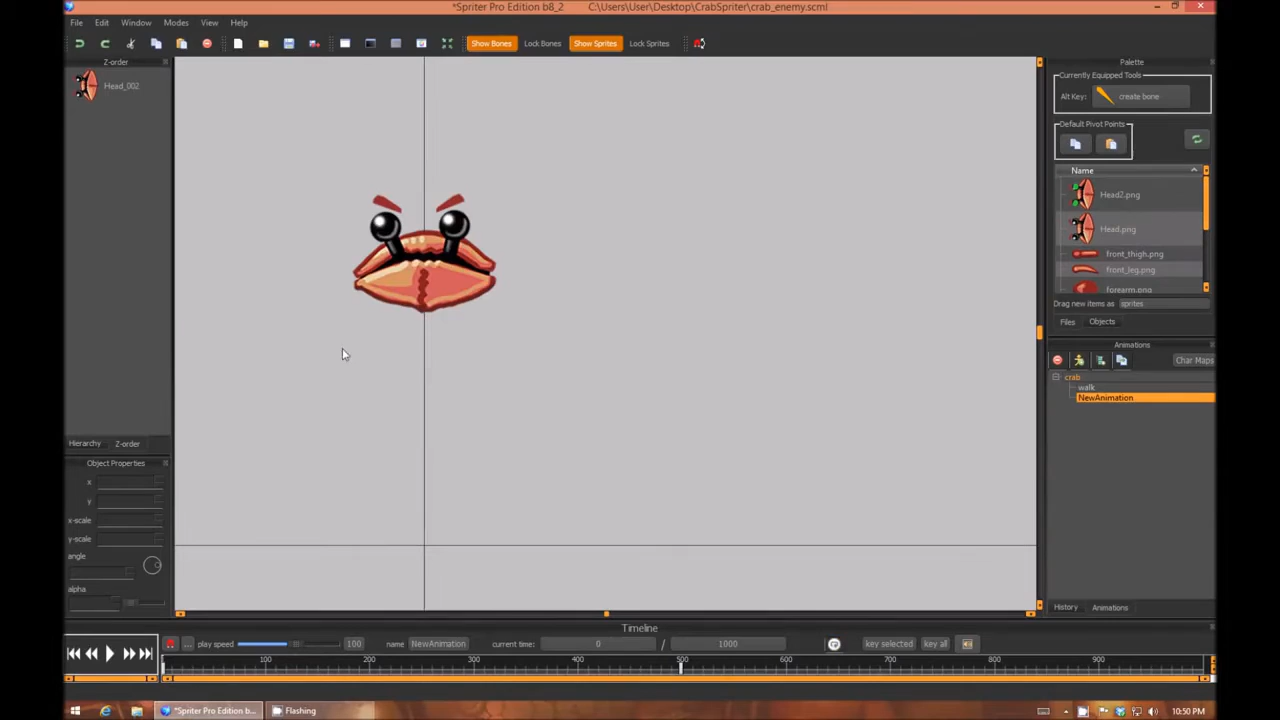 *Spriter Pro Edition b8_2 C:\Users\User\Desktop\CrabSpriter\crab_enemy.scml
File Edit Window Modes View Help
Show Bones Lock Bones Show Sprites Lock Sprites
Z-order
Head_002
Hierarchy Z-order
Object Properties
x
y
x-scale
y-scale
angle
alpha
Palette
Currently Equipped Tools
Alt Key: create bone
Default Pivot Points
Name
Head2.png
Head.png
front_thigh.png
front_leg.png
forearm.png
Drag new items as sprites
Files Objects
Animations
Char Maps
crab
walk
NewAnimation
History Animations
Timeline
... play speed 100 name NewAnimation current time: 0 / 1000 key selected key all
100 200 300 400 500 600 700 800 900
*Spriter Pro Edition b... Flashing 10:50 PM